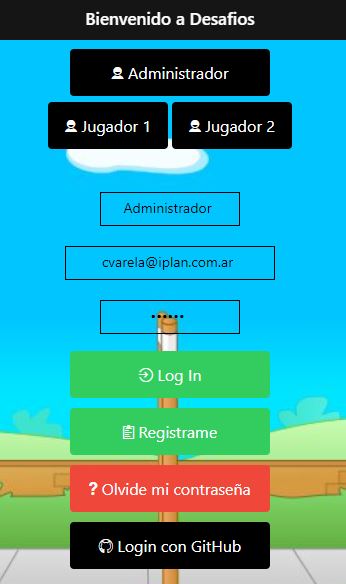 Bienvenido a Desafios
Administrador
Jugador 1 Jugador 2
Administrador
cvarela@iplan.com.ar
••••••
Log In
Registrame
? Olvide mi contraseña
Login con GitHub